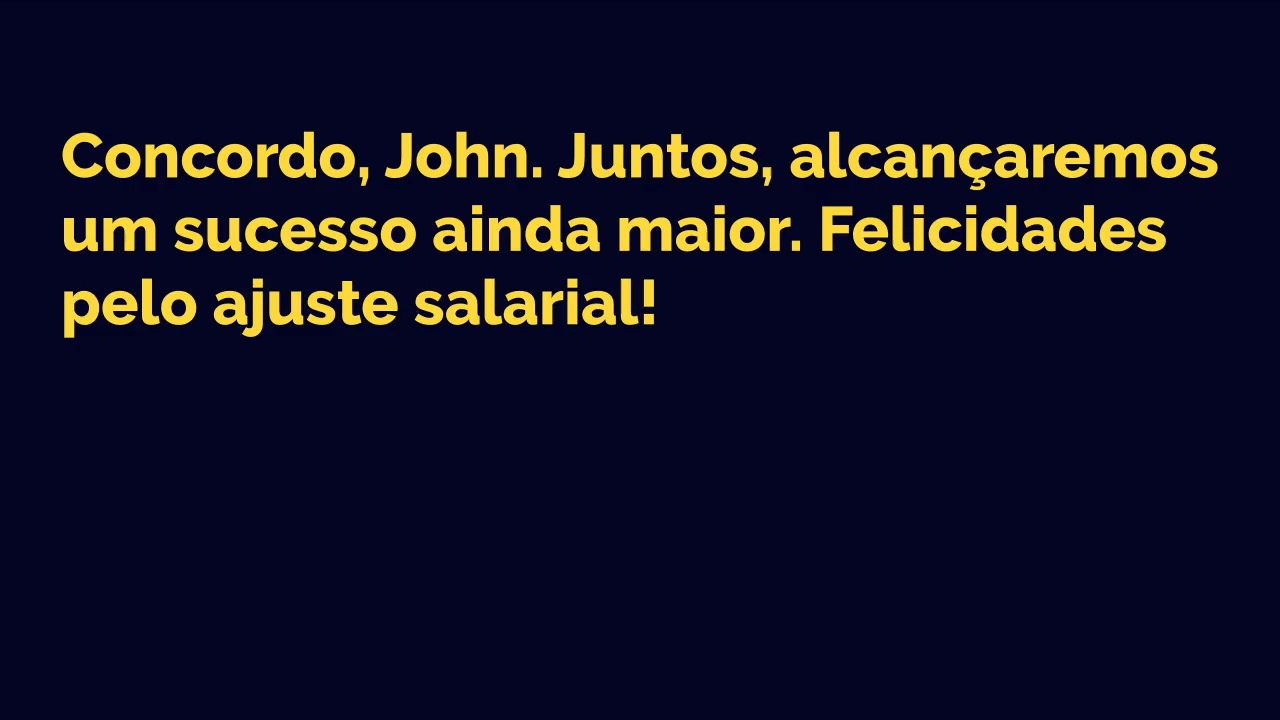 Concordo, John. Juntos, alcançaremos
um sucesso ainda maior. Felicidades
pelo ajuste salarial!